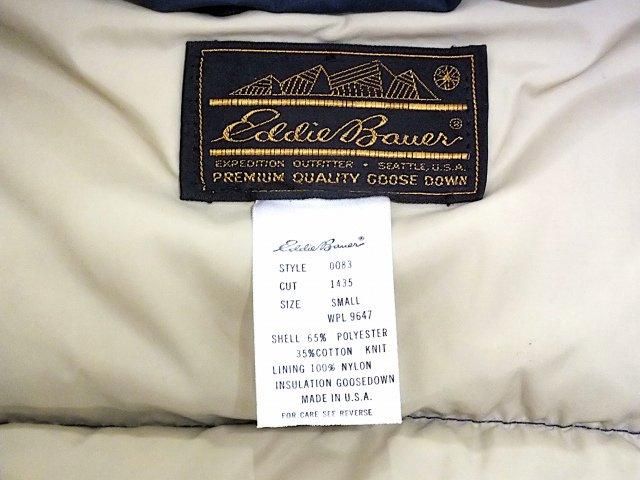 Eddie Bauer®
EXPEDITION OUTFITTER • SEATTLE, U.S.A.
PREMIUM QUALITY GOOSE DOWN
Eddie Bauer®
STYLE 0083
CUT 1435
SIZE SMALL
WPL 9647
SHELL 65% POLYESTER
35%COTTON KNIT
LINING 100% NYLON
INSULATION GOOSEDOWN
MADE IN U.S.A.
FOR CARE SEE REVERSE